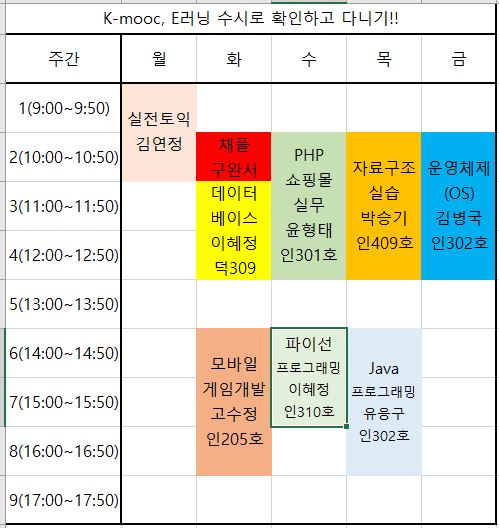 K-mooc, E러닝 수시로 확인하고 다니기!!
주간 월 화 수 목 금
1(9:00~9:50)
2(10:00~10:50)
3(11:00~11:50)
4(12:00~12:50)
5(13:00~13:50)
6(14:00~14:50)
7(15:00~15:50)
8(16:00~16:50)
9(17:00~17:50)
실전토익
김연정
채플
구완서
데이터
베이스
이혜정
덕309
모바일
게임개발
고수정
인205호
PHP
쇼핑몰
실무
윤형태
인301호
파이선
프로그래밍
이혜정
인310호
자료구조
실습
박승기
인409호
Java
프로그래밍
유응구
인302호
운영체제
(OS)
김병국
인302호